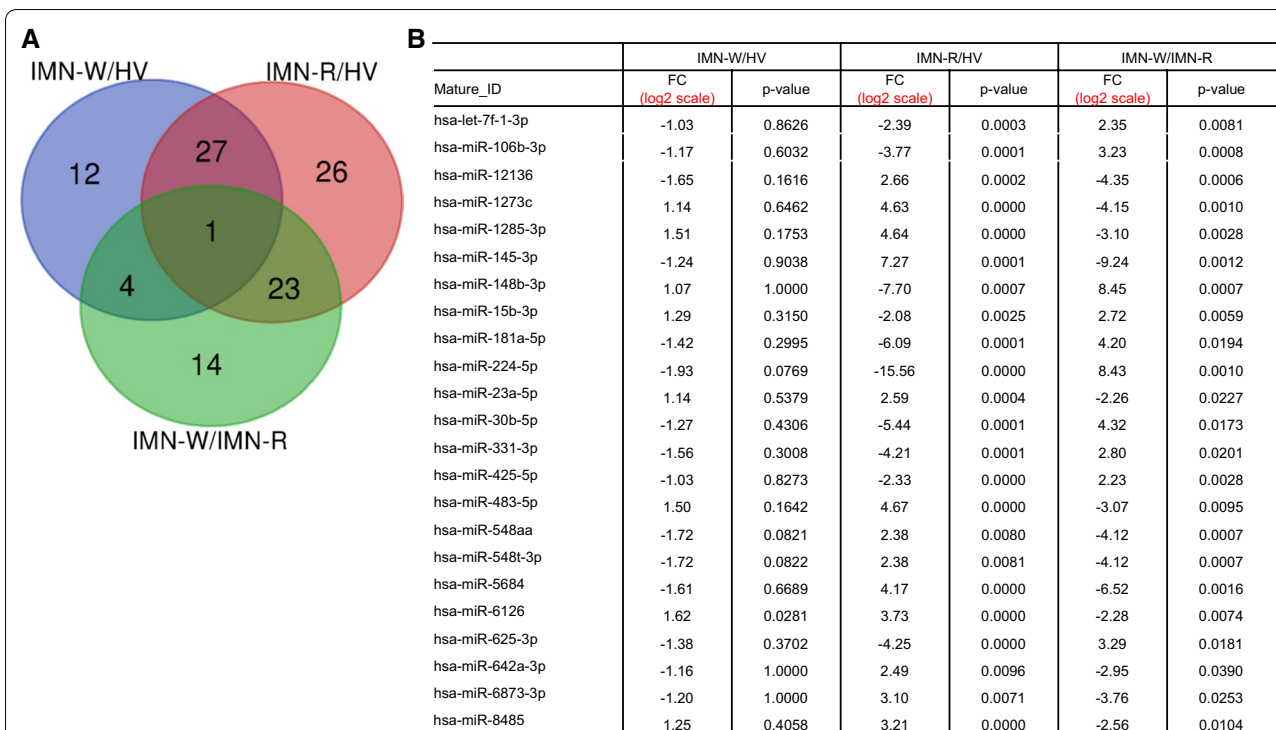 A
IMN-W/HV
IMN-R/HV
12
27
26
1
4
23
14
IMN-W/IMN-R
B
IMN-W/HV IMN-R/HV IMN-W/IMN-R
Mature_ID FC (log2 scale) p-value FC (log2 scale) p-value FC (log2 scale) p-value
hsa-let-7f-1-3p -1.03 0.8626 -2.39 0.0003 2.35 0.0081
hsa-miR-106b-3p -1.17 0.6032 -3.77 0.0001 3.23 0.0008
hsa-miR-12136 -1.65 0.1616 2.66 0.0002 -4.35 0.0006
hsa-miR-1273c 1.14 0.6462 4.63 0.0000 -4.15 0.0010
hsa-miR-1285-3p 1.51 0.1753 4.64 0.0000 -3.10 0.0028
hsa-miR-145-3p -1.24 0.9038 7.27 0.0001 -9.24 0.0012
hsa-miR-148b-3p 1.07 1.0000 -7.70 0.0007 8.45 0.0007
hsa-miR-15b-3p 1.29 0.3150 -2.08 0.0025 2.72 0.0059
hsa-miR-181a-5p -1.42 0.2995 -6.09 0.0001 4.20 0.0194
hsa-miR-224-5p -1.93 0.0769 -15.56 0.0000 8.43 0.0010
hsa-miR-23a-5p 1.14 0.5379 2.59 0.0004 -2.26 0.0227
hsa-miR-30b-5p -1.27 0.4306 -5.44 0.0001 4.32 0.0173
hsa-miR-331-3p -1.56 0.3008 -4.21 0.0001 2.80 0.0201
hsa-miR-425-5p -1.03 0.8273 -2.33 0.0000 2.23 0.0028
hsa-miR-483-5p 1.50 0.1642 4.67 0.0000 -3.07 0.0095
hsa-miR-548aa -1.72 0.0821 2.38 0.0080 -4.12 0.0007
hsa-miR-548t-3p -1.72 0.0822 2.38 0.0081 -4.12 0.0007
hsa-miR-5684 -1.61 0.6689 4.17 0.0000 -6.52 0.0016
hsa-miR-6126 1.62 0.0281 3.73 0.0000 -2.28 0.0074
hsa-miR-625-3p -1.38 0.3702 -4.25 0.0000 3.29 0.0181
hsa-miR-642a-3p -1.16 1.0000 2.49 0.0096 -2.95 0.0390
hsa-miR-6873-3p -1.20 1.0000 3.10 0.0071 -3.76 0.0253
hsa-miR-8485 1.25 0.4058 3.21 0.0000 -2.56 0.0104